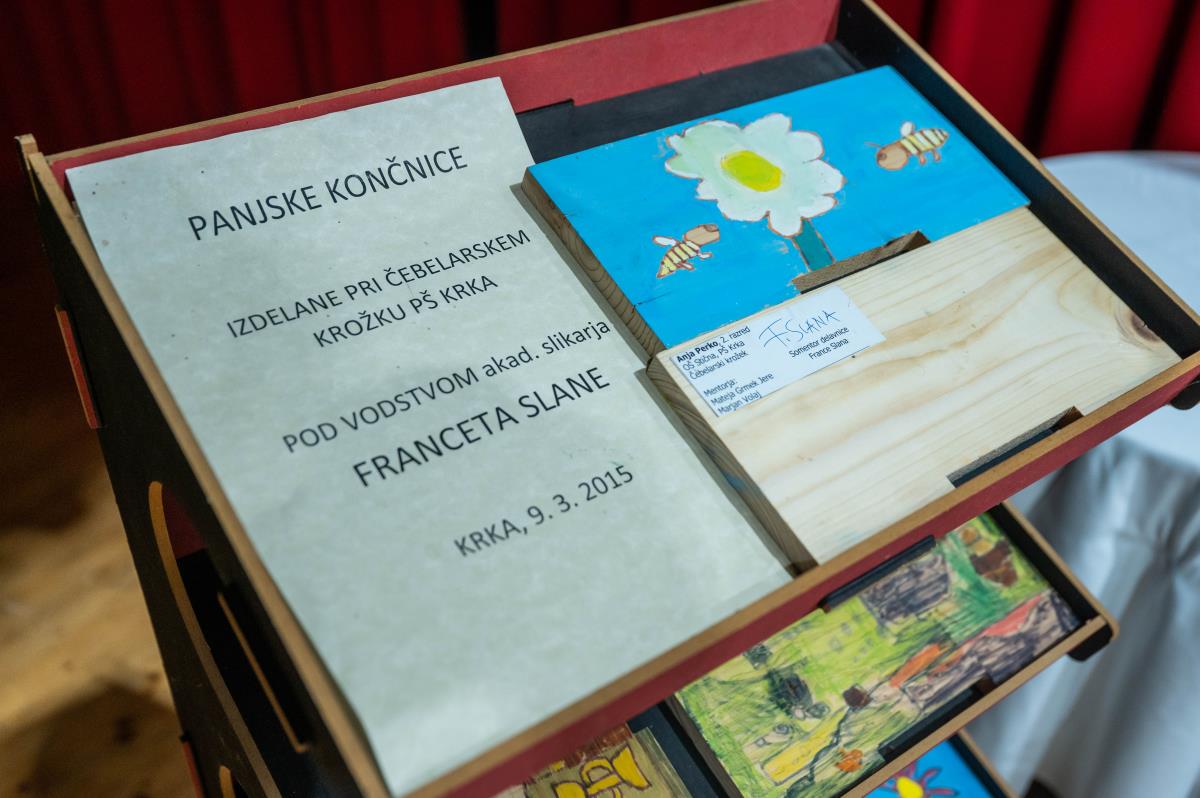 PANJSKE KONČNICE
IZDELANE PRI ČEBELARSKEM
KROŽKU PŠ KRKA
POD VODSTVOM akad. slikarja
FRANCETA SLANE
KRKA, 9. 3. 2015
Anja Perko, 2. razred
OŠ Stična, PŠ Krka
Čebelarski krožek
Mentorja:
Mateja Grmek Jere
Marjan Volaj
F. SLANA
Somentor delavnice
France Slana